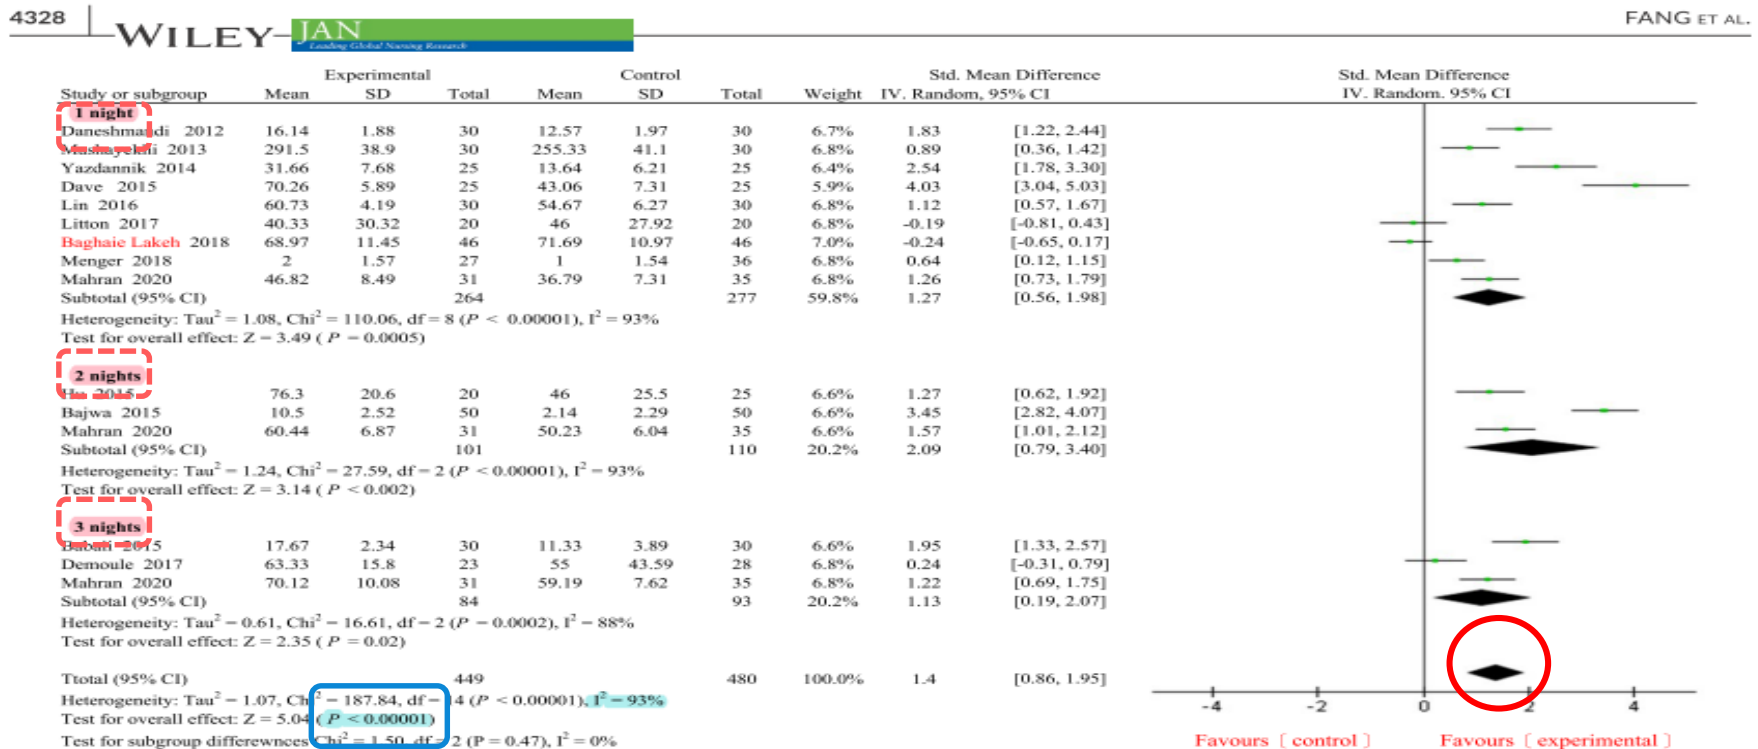 4328 WILEY JAN FANG ET AL.
Leading Global Nursing Research
Experimental Control Std. Mean Difference Std. Mean Difference
Study or subgroup Mean SD Total Mean SD Total Weight IV. Random, 95% CI IV. Random. 95% CI
1 night
Daneshmandi 2012 16.14 1.88 30 12.57 1.97 30 6.7% 1.83 [1.22, 2.44]
Mashayekhi 2013 291.5 38.9 30 255.33 41.1 30 6.8% 0.89 [0.36, 1.42]
Yazdannik 2014 31.66 7.68 25 13.64 6.21 25 6.4% 2.54 [1.78, 3.30]
Dave 2015 70.26 5.89 25 43.06 7.31 25 5.9% 4.03 [3.04, 5.03]
Lin 2016 60.73 4.19 30 54.67 6.27 30 6.8% 1.12 [0.57, 1.67]
Litton 2017 40.33 30.32 20 46 27.92 20 6.8% -0.19 [-0.81, 0.43]
Baghaie Lakeh 2018 68.97 11.45 46 71.69 10.97 46 7.0% -0.24 [-0.65, 0.17]
Menger 2018 2 1.57 27 1 1.54 36 6.8% 0.64 [0.12, 1.15]
Mahran 2020 46.82 8.49 31 36.79 7.31 35 6.8% 1.26 [0.73, 1.79]
Subtotal (95% CI) 264 277 59.8% 1.27 [0.56, 1.98]
Heterogeneity: Tau² = 1.08, Chi² = 110.06, df = 8 (P < 0.00001), I² = 93%
Test for overall effect: Z = 3.49 ( P = 0.0005)
2 nights
2015 76.3 20.6 20 46 25.5 25 6.6% 1.27 [0.62, 1.92]
Bajwa 2015 10.5 2.52 50 2.14 2.29 50 6.6% 3.45 [2.82, 4.07]
Mahran 2020 60.44 6.87 31 50.23 6.04 35 6.6% 1.57 [1.01, 2.12]
Subtotal (95% CI) 101 110 20.2% 2.09 [0.79, 3.40]
Heterogeneity: Tau² = 1.24, Chi² = 27.59, df = 2 (P < 0.00001), I² = 93%
Test for overall effect: Z = 3.14 ( P < 0.002)
3 nights
Babaii 2015 17.67 2.34 30 11.33 3.89 30 6.6% 1.95 [1.33, 2.57]
Demoule 2017 63.33 15.8 23 55 43.59 28 6.8% 0.24 [-0.31, 0.79]
Mahran 2020 70.12 10.08 31 59.19 7.62 35 6.8% 1.22 [0.69, 1.75]
Subtotal (95% CI) 84 93 20.2% 1.13 [0.19, 2.07]
Heterogeneity: Tau² = 0.61, Chi² = 16.61, df = 2 (P = 0.0002), I² = 88%
Test for overall effect: Z = 2.35 ( P = 0.02)
Ttotal (95% CI) 449 480 100.0% 1.4 [0.86, 1.95]
Heterogeneity: Tau² = 1.07, Chi² = 187.84, df = 14 (P < 0.00001), I² = 93%
-4 -2 0 2 4
Test for overall effect: Z = 5.04 ( P < 0.00001)
Test for subgroup differewnces Chi² = 1.50, df = 2 (P = 0.47), I² = 0%
Favours [ control ] Favours [ experimental ]